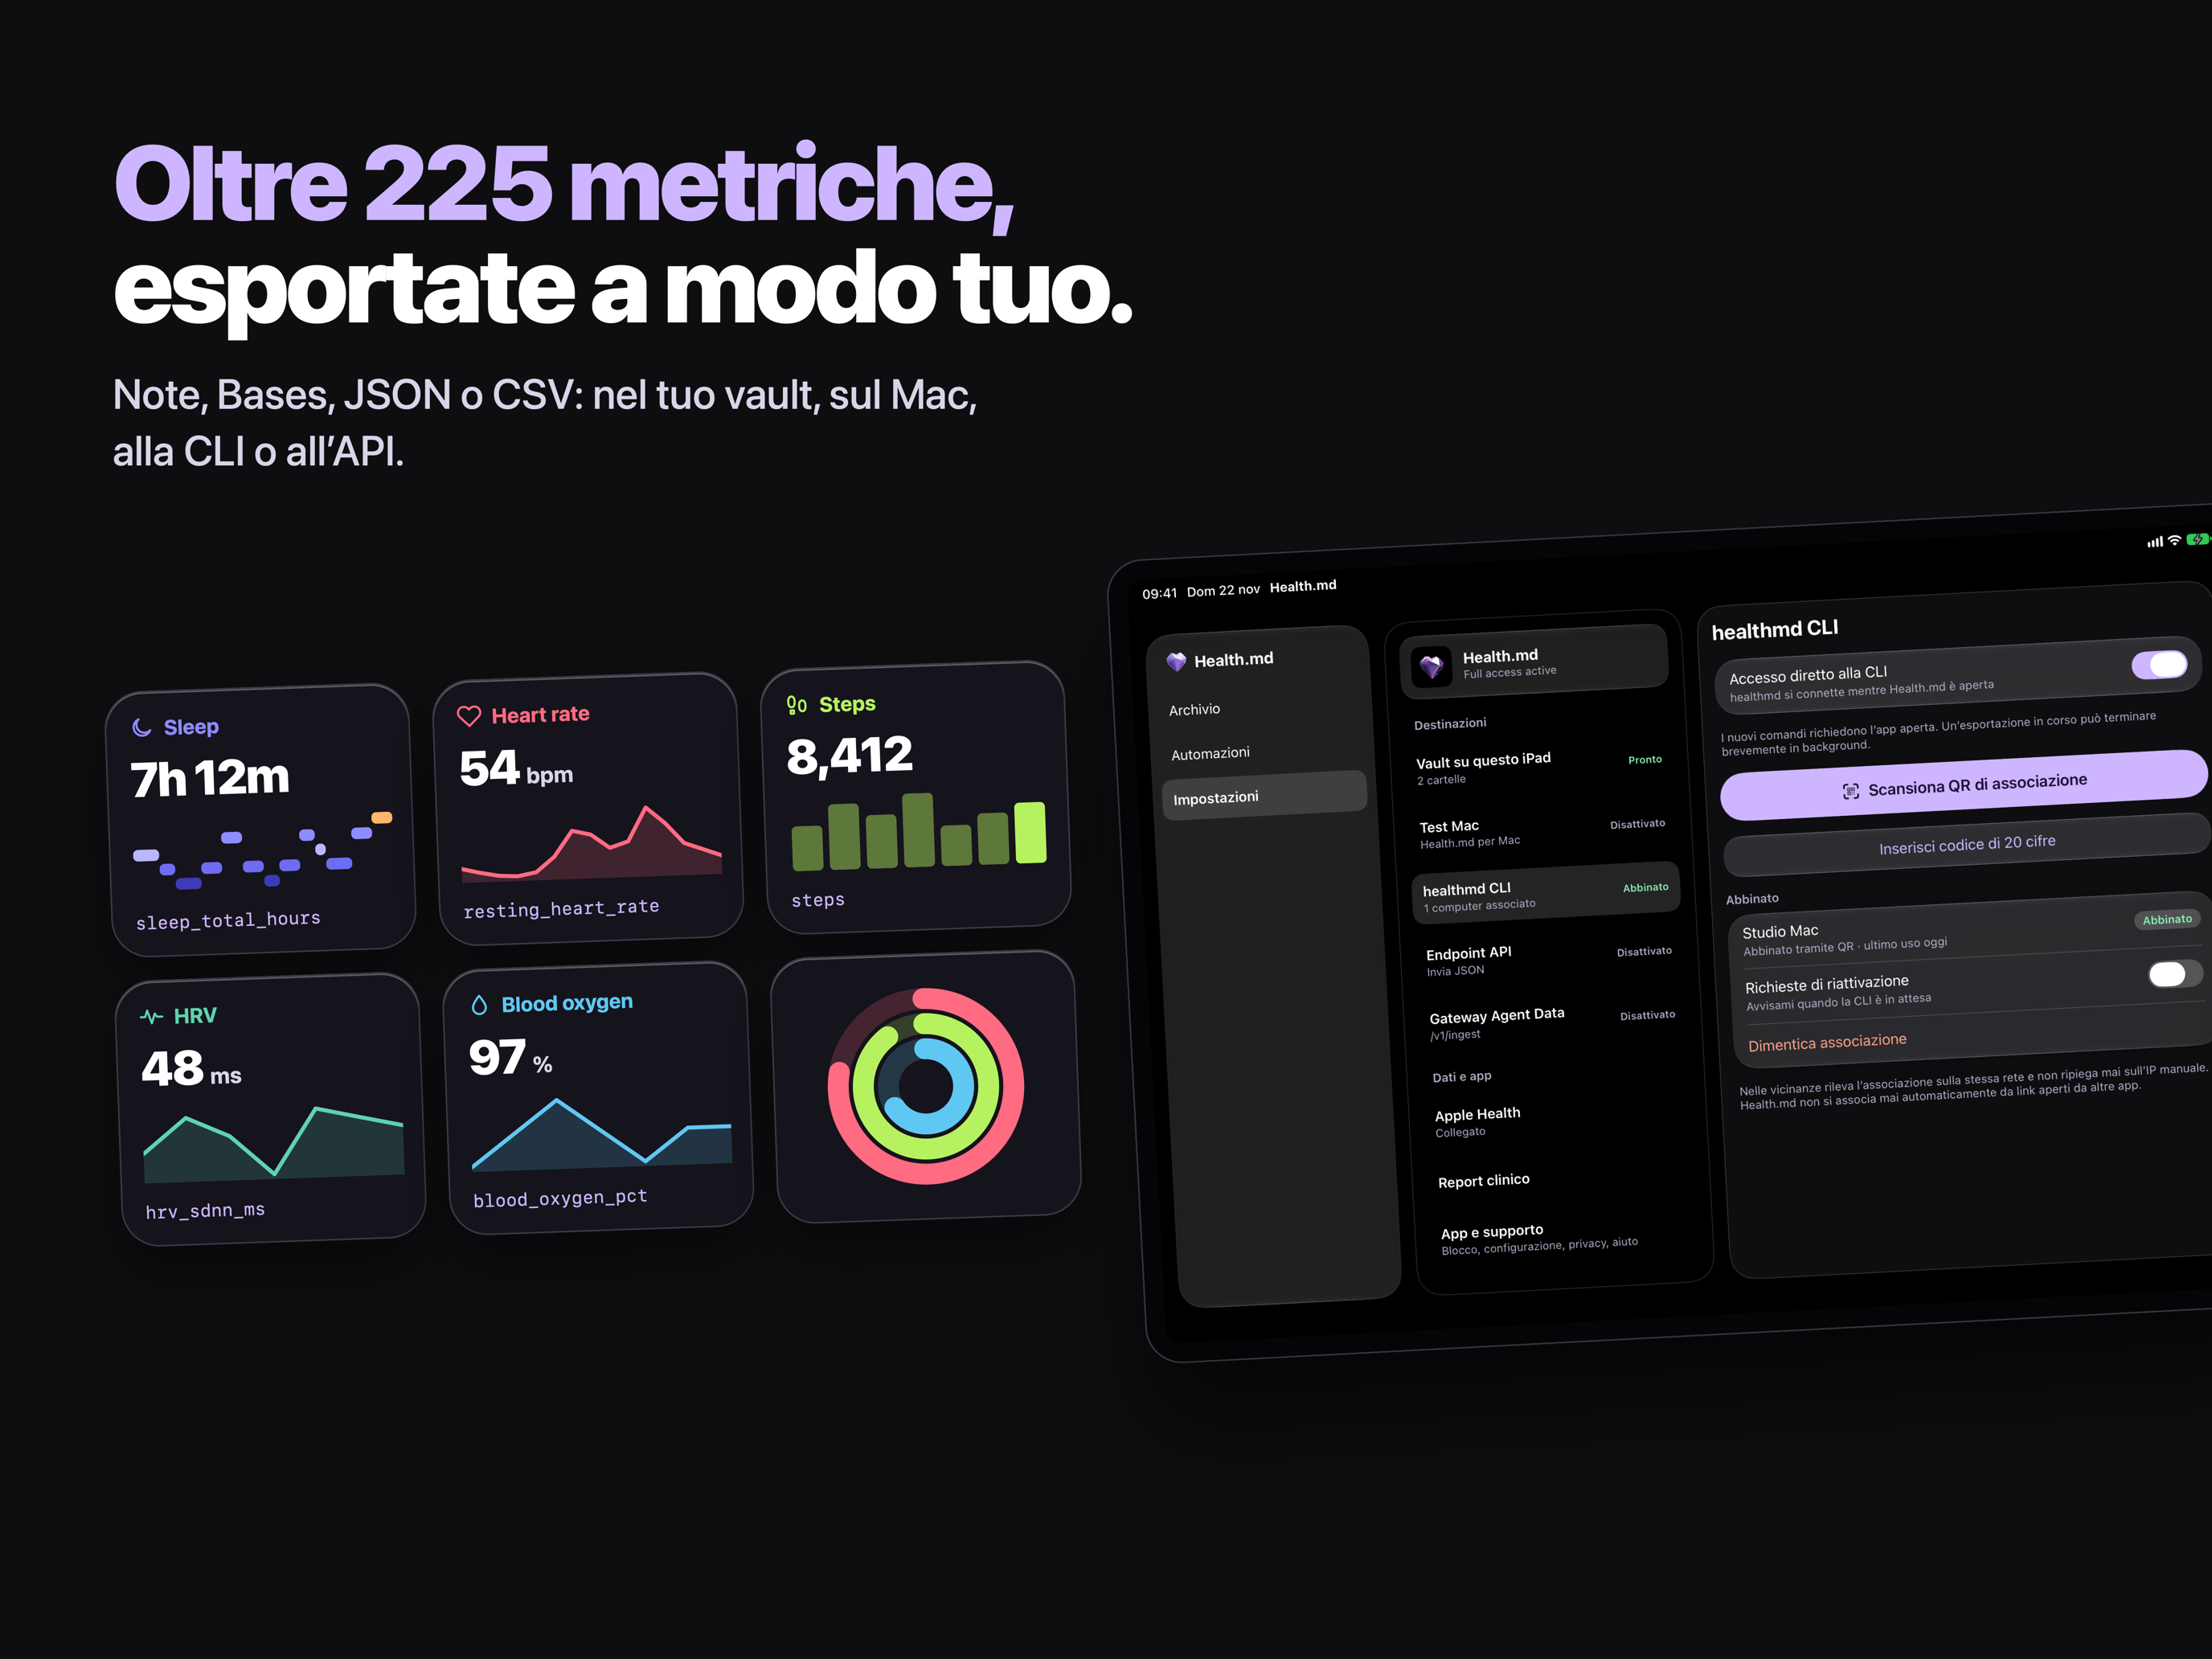 Oltre 225 metriche,
esportate a modo tuo.
Note, Bases, JSON o CSV: nel tuo vault, sul Mac,
alla CLI o all’API.
Sleep
7h 12m
sleep_total_hours
Heart rate
54 bpm
resting_heart_rate
Steps
8,412
steps
HRV
48 ms
hrv_sdnn_ms
Blood oxygen
97 %
blood_oxygen_pct
09:41 Dom 22 nov Health.md
Health.md
Archivio
Automazioni
Impostazioni
Health.md
Full access active
Destinazioni
Vault su questo iPad
2 cartelle
Pronto
Test Mac
Health.md per Mac
Disattivato
healthmd CLI
1 computer associato
Abbinato
Endpoint API
Invia JSON
Disattivato
Gateway Agent Data
/v1/ingest
Disattivato
Dati e app
Apple Health
Collegato
Report clinico
App e supporto
Blocco, configurazione, privacy, aiuto
healthmd CLI
Accesso diretto alla CLI
healthmd si connette mentre Health.md è aperta
I nuovi comandi richiedono l’app aperta. Un’esportazione in corso può terminare
brevemente in background.
Scansiona QR di associazione
Inserisci codice di 20 cifre
Abbinato
Studio Mac
Abbinato tramite QR · ultimo uso oggi
Abbinato
Richieste di riattivazione
Avvisami quando la CLI è in attesa
Dimentica associazione
Nelle vicinanze rileva l’associazione sulla stessa rete e non ripiega mai sull’IP manuale.
Health.md non si associa mai automaticamente da link aperti da altre app.